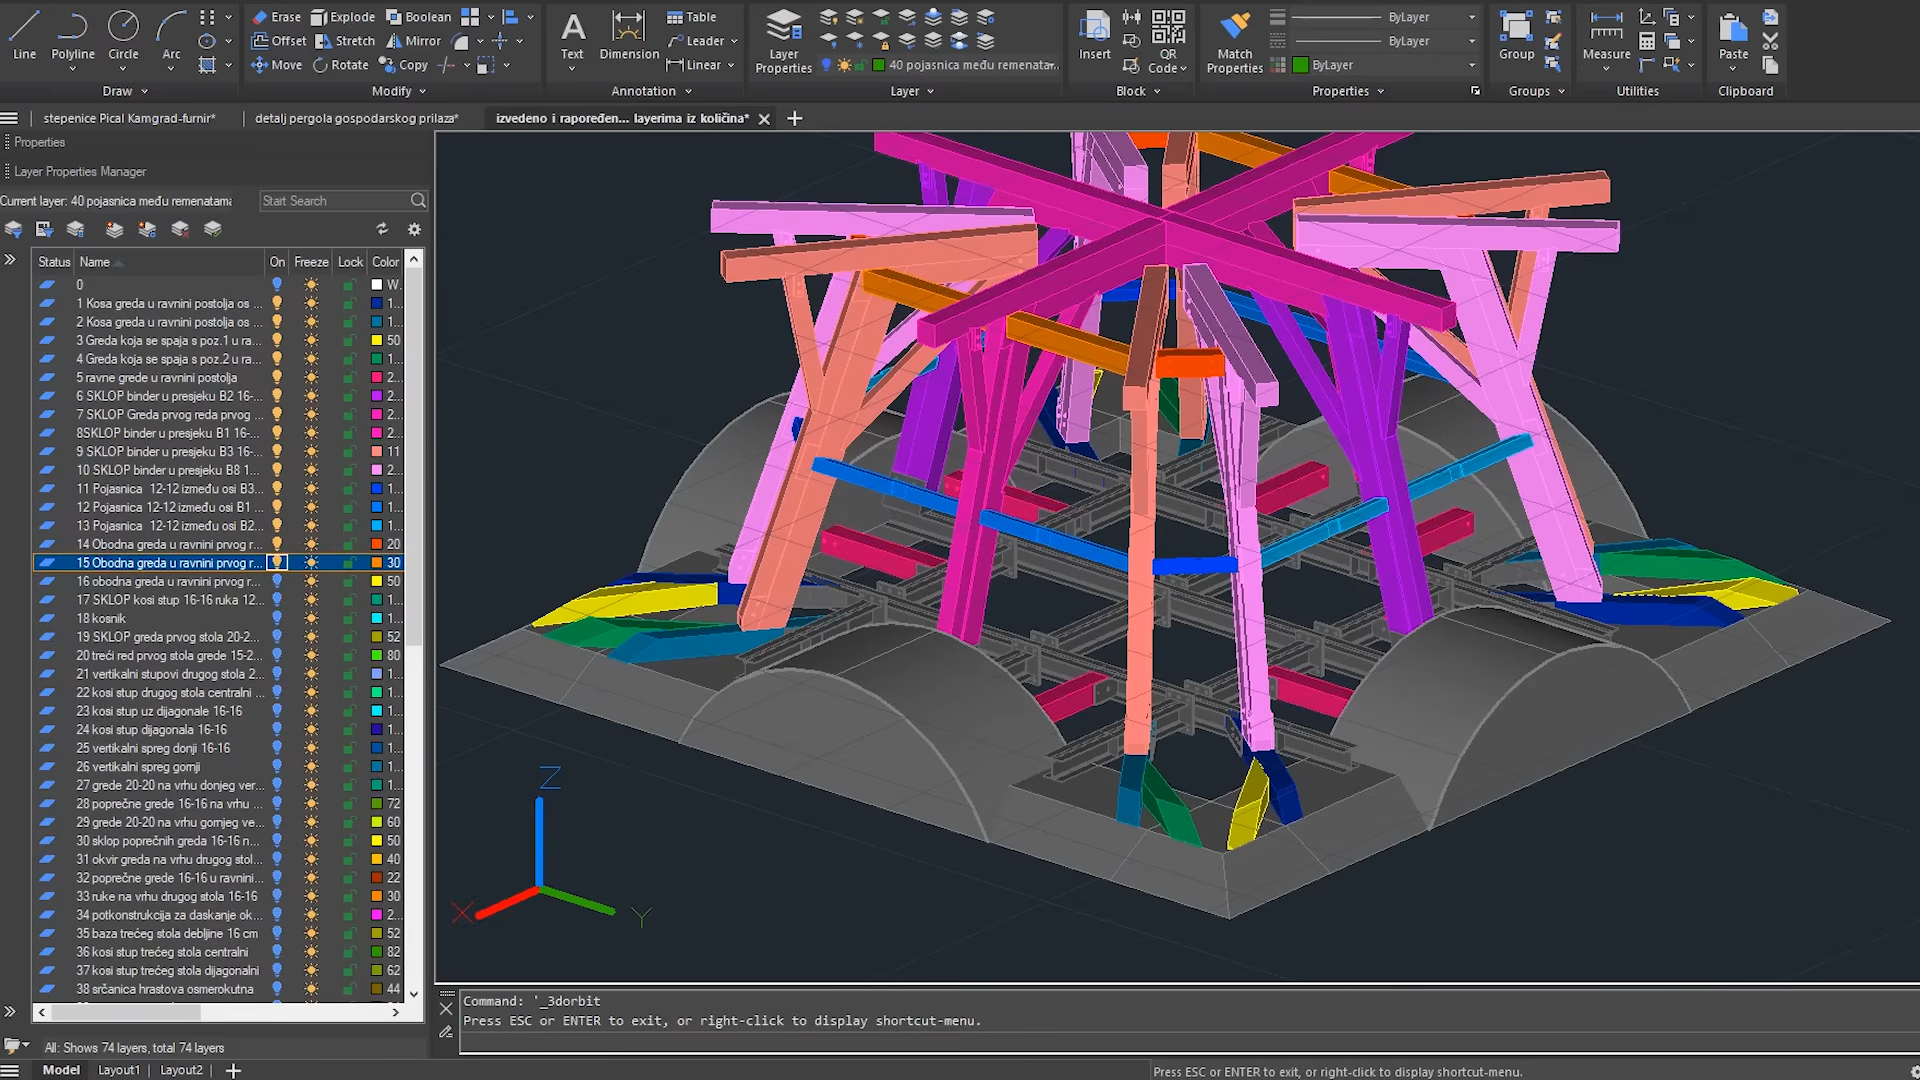 Line
Polyline
Circle
Arc
Draw
Erase
Explode
Boolean
Offset
Stretch
Mirror
Move
Rotate
Copy
Modify
Text
Dimension
Table
Leader
Linear
Annotation
Layer
Properties
40 pojasnica među remenata...
Layer
Insert
QR
Code
Block
Match
Properties
ByLayer
ByLayer
ByLayer
Properties
Group
Groups
Measure
Utilities
Paste
Clipboard
stepenice Pical Kamgrad-furnir*
detalj pergola gospodarskog prilaza*
izvedeno i rapoređen... layerima iz količina*
Properties
Layer Properties Manager
Current layer: 40 pojasnica među remenatama
Start Search
Status Name On Freeze Lock Color
0 W.
1 Kosa greda u ravnini postolja os ... 1...
2 Kosa greda u ravnini postolja os ... 1...
3 Greda koja se spaja s poz.1 u ra... 50
4 Greda koja se spaja s poz.2 u ra... 1...
5 ravne grede u ravnini postolja 2...
6 SKLOP binder u presjeku B2 16-... 2...
7 SKLOP Greda prvog reda prvog ... 2...
8SKLOP binder u presjeku B1 16-... 2...
9 SKLOP binder u presjeku B3 16-... 11
10 SKLOP binder u presjeku B8 1... 2...
11 Pojasnica 12-12 između osi B3... 1...
12 Pojasnica 12-12 između osi B1 ... 1...
13 Pojasnica 12-12 između osi B2... 1...
14 Obodna greda u ravnini prvog r... 20
15 Obodna greda u ravnini prvog r... 30
16 obodna greda u ravnini prvog r... 50
17 SKLOP kosi stup 16-16 ruka 12... 1...
18 kosnik 1...
19 SKLOP greda prvog stola 20-2... 52
20 treći red prvog stola grede 15-2... 80
21 vertikalni stupovi drugog stola 2... 1...
22 kosi stup drugog stola centralni ... 1...
23 kosi stup uz dijagonale 16-16 1...
24 kosi stup dijagonala 16-16 1...
25 vertikalni spreg donji 16-16 1...
26 vertikalni spreg gornji 1...
27 grede 20-20 na vrhu donjeg ver... 1...
28 poprečne grede 16-16 na vrhu ... 72
29 grede 20-20 na vrhu gornjeg ve... 60
30 sklop poprečnih greda 16-16 n... 50
31 okvir greda na vrhu drugog stol... 40
32 poprečne grede 16-16 u ravnini... 22
33 ruke na vrhu drugog stola 16-16 30
34 potkonstrukcija za daskanje ok... 2...
35 baza trećeg stola debljine 16 cm 52
36 kosi stup trećeg stola centralni 82
37 kosi stup trećeg stola dijagonalni 62
38 srčanica hrastova osmerokutna 44
All: Shows 74 layers, total 74 layers
Z
X
Y
Command: '_3dorbit
Press ESC or ENTER to exit, or right-click to display shortcut-menu.
Model
Layout1
Layout2
Press ESC or ENTER to exit, or right-click to display shortcut-menu.